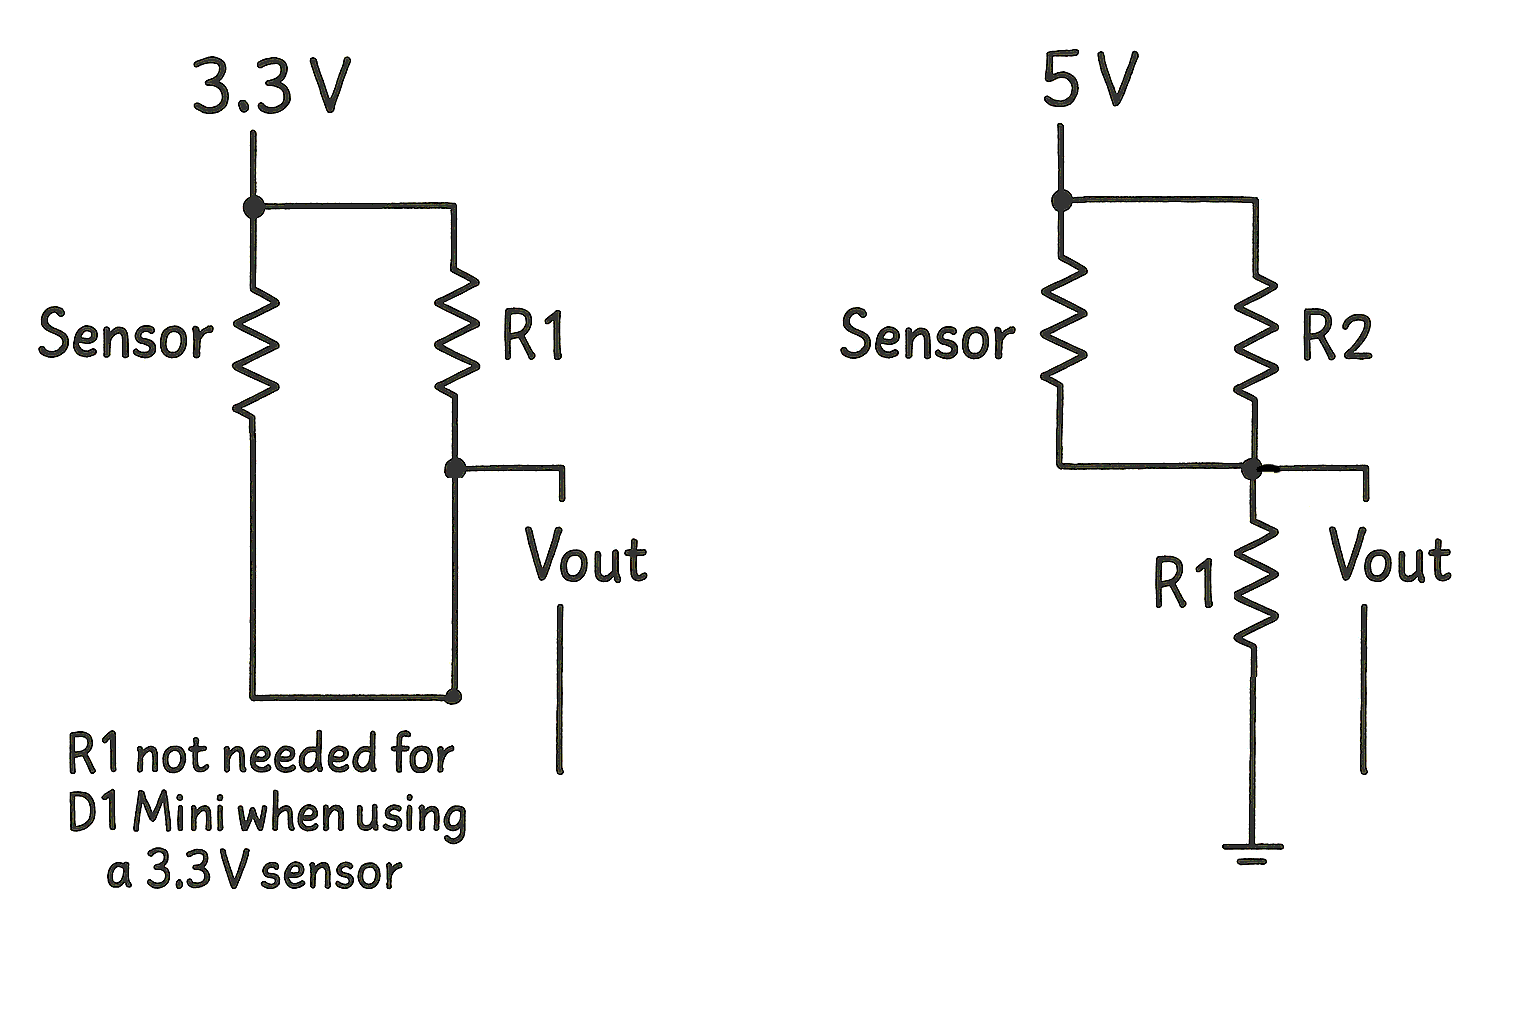 3.3 V
Sensor
R1
Vout
R1 not needed for
D1 Mini when using
a 3.3 V sensor
5 V
Sensor
R2
R1
Vout